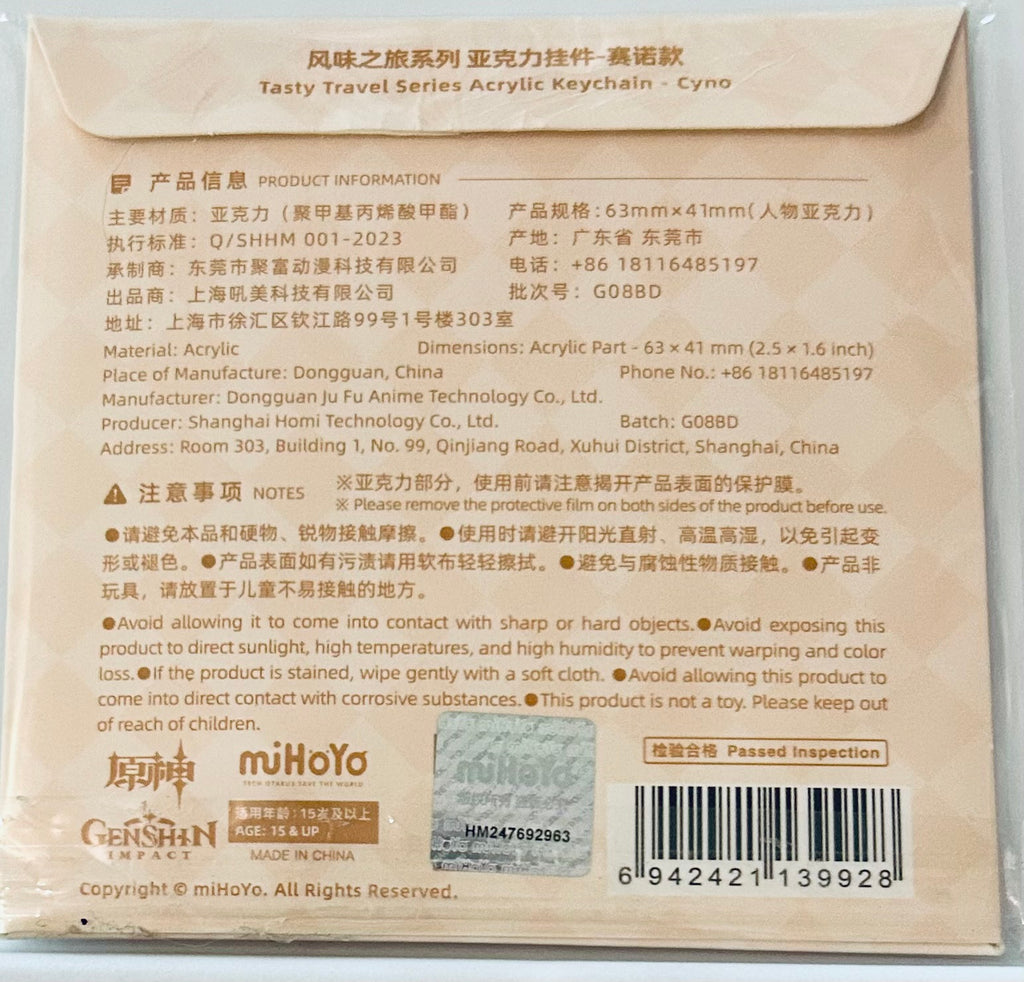 风味之旅系列 亚克力挂件-赛诺款
Tasty Travel Series Acrylic Keychain - Cyno
产品信息 PRODUCT INFORMATION
主要材质：亚克力（聚甲基丙烯酸甲酯） 产品规格：63mm×41mm(人物亚克力)
执行标准：Q/SHHM 001-2023 产地：广东省 东莞市
承制商：东莞市聚富动漫科技有限公司 电话：+86 18116485197
出品商：上海吼美科技有限公司 批次号：G08BD
地址：上海市徐汇区钦江路99号1号楼303室
Material: Acrylic Dimensions: Acrylic Part - 63 × 41 mm (2.5 × 1.6 inch)
Place of Manufacture: Dongguan, China Phone No.: +86 18116485197
Manufacturer: Dongguan Ju Fu Anime Technology Co., Ltd.
Producer: Shanghai Homi Technology Co., Ltd. Batch: G08BD
Address: Room 303, Building 1, No. 99, Qinjiang Road, Xuhui District, Shanghai, China
注意事项 NOTES ※亚克力部分，使用前请注意揭开产品表面的保护膜。
※ Please remove the protective film on both sides of the product before use.
●请避免本品和硬物、锐物接触摩擦。●使用时请避开阳光直射、高温高湿，以免引起变
形或褪色。●产品表面如有污渍请用软布轻轻擦拭。●避免与腐蚀性物质接触。●产品非
玩具，请放置于儿童不易接触的地方。
●Avoid allowing it to come into contact with sharp or hard objects.●Avoid exposing this
product to direct sunlight, high temperatures, and high humidity to prevent warping and color
loss.●If the product is stained, wipe gently with a soft cloth. ●Avoid allowing this product to
come into direct contact with corrosive substances.●This product is not a toy. Please keep out
of reach of children.
原神 miHoYo
TECH OTAKUS SAVE THE WORLD
miHoYo
HM247692963
检验合格 Passed Inspection
GENSHIN
IMPACT
适用年龄：15岁及以上
AGE: 15 & UP
MADE IN CHINA
6 942421 139928
Copyright © miHoYo. All Rights Reserved.